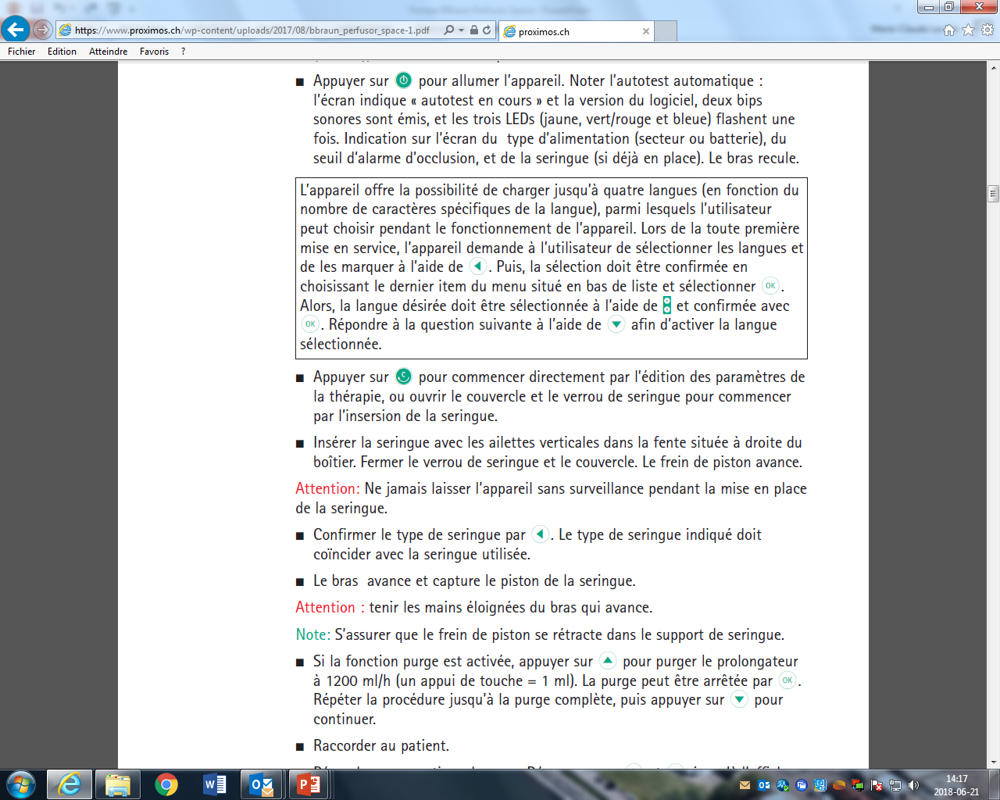 https://www.proximos.ch/wp-content/uploads/2017/08/bbraun_perfusor_space-1.pdf
proximos.ch
Fichier Edition Atteindre Favoris ?
■ Appuyer sur pour allumer l'appareil. Noter l'autotest automatique :
l'écran indique « autotest en cours » et la version du logiciel, deux bips
sonores sont émis, et les trois LEDs (jaune, vert/rouge et bleue) flashent une
fois. Indication sur l'écran du type d'alimentation (secteur ou batterie), du
seuil d'alarme d'occlusion, et de la seringue (si déjà en place). Le bras recule.
L'appareil offre la possibilité de charger jusqu'à quatre langues (en fonction du
nombre de caractères spécifiques de la langue), parmi lesquels l'utilisateur
peut choisir pendant le fonctionnement de l'appareil. Lors de la toute première
mise en service, l'appareil demande à l'utilisateur de sélectionner les langues et
de les marquer à l'aide de ◀. Puis, la sélection doit être confirmée en
choisissant le dernier item du menu situé en bas de liste et sélectionner OK.
Alors, la langue désirée doit être sélectionnée à l'aide de et confirmée avec
OK. Répondre à la question suivante à l'aide de ▼ afin d'activer la langue
sélectionnée.
■ Appuyer sur C pour commencer directement par l'édition des paramètres de
la thérapie, ou ouvrir le couvercle et le verrou de seringue pour commencer
par l'insersion de la seringue.
■ Insérer la seringue avec les ailettes verticales dans la fente située à droite du
boîtier. Fermer le verrou de seringue et le couvercle. Le frein de piston avance.
Attention: Ne jamais laisser l'appareil sans surveillance pendant la mise en place
de la seringue.
■ Confirmer le type de seringue par ◀. Le type de seringue indiqué doit
coïncider avec la seringue utilisée.
■ Le bras avance et capture le piston de la seringue.
Attention : tenir les mains éloignées du bras qui avance.
Note: S'assurer que le frein de piston se rétracte dans le support de seringue.
■ Si la fonction purge est activée, appuyer sur ▲ pour purger le prolongateur
à 1200 ml/h (un appui de touche = 1 ml). La purge peut être arrêtée par OK.
Répéter la procédure jusqu'à la purge complète, puis appuyer sur ▼ pour
continuer.
■ Raccorder au patient.
14:17
2018-06-21